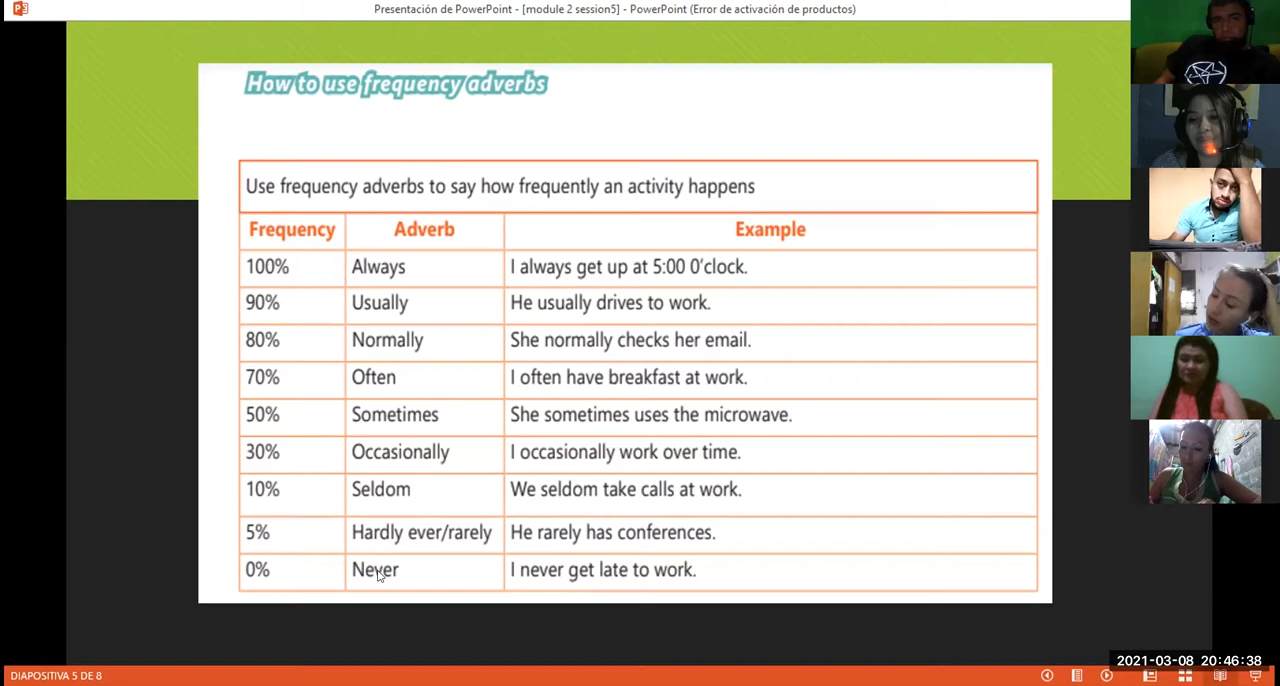 Presentación de PowerPoint - [module 2 session5] - PowerPoint (Error de activación de productos)
How to use frequency adverbs
Use frequency adverbs to say how frequently an activity happens
Frequency Adverb Example
100% Always I always get up at 5:00 0'clock.
90% Usually He usually drives to work.
80% Normally She normally checks her email.
70% Often I often have breakfast at work.
50% Sometimes She sometimes uses the microwave.
30% Occasionally I occasionally work over time.
10% Seldom We seldom take calls at work.
5% Hardly ever/rarely He rarely has conferences.
0% Never I never get late to work.
2021-03-08 20:46:38
DIAPOSITIVA 5 DE 8